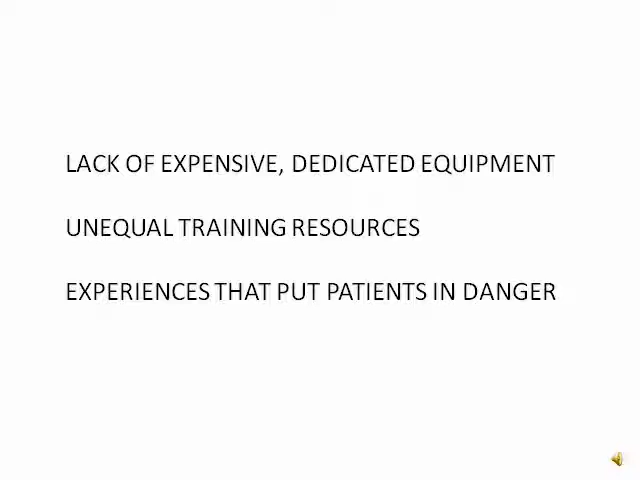 LACK OF EXPENSIVE, DEDICATED EQUIPMENT
UNEQUAL TRAINING RESOURCES
EXPERIENCES THAT PUT PATIENTS IN DANGER